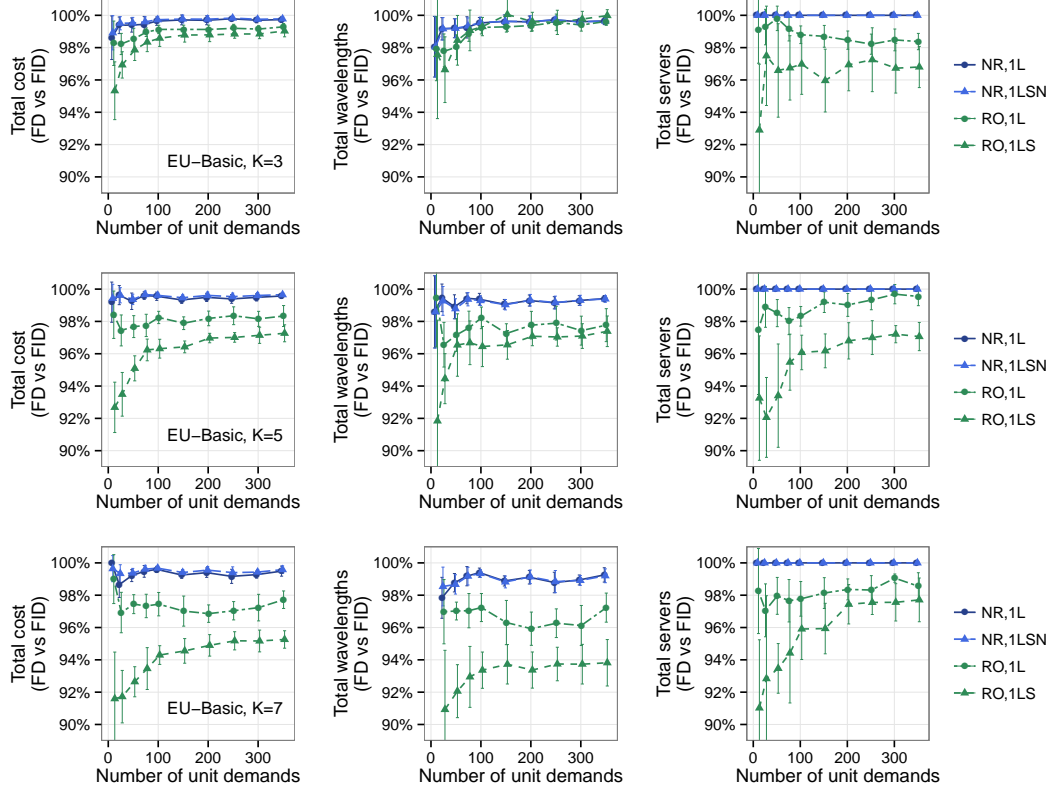 Total cost
(FD vs FID)
100%
98%
96%
94%
92%
90%
EU−Basic, K=3
0 100 200 300
Number of unit demands
Total wavelengths
(FD vs FID)
100%
98%
96%
94%
92%
90%
0 100 200 300
Number of unit demands
Total servers
(FD vs FID)
100%
98%
96%
94%
92%
90%
0 100 200 300
Number of unit demands
NR,1L
NR,1LSN
RO,1L
RO,1LS
Total cost
(FD vs FID)
100%
98%
96%
94%
92%
90%
EU−Basic, K=5
0 100 200 300
Number of unit demands
Total wavelengths
(FD vs FID)
100%
98%
96%
94%
92%
90%
0 100 200 300
Number of unit demands
Total servers
(FD vs FID)
100%
98%
96%
94%
92%
90%
0 100 200 300
Number of unit demands
NR,1L
NR,1LSN
RO,1L
RO,1LS
Total cost
(FD vs FID)
100%
98%
96%
94%
92%
90%
EU−Basic, K=7
0 100 200 300
Number of unit demands
Total wavelengths
(FD vs FID)
100%
98%
96%
94%
92%
90%
0 100 200 300
Number of unit demands
Total servers
(FD vs FID)
100%
98%
96%
94%
92%
90%
0 100 200 300
Number of unit demands
NR,1L
NR,1LSN
RO,1L
RO,1LS